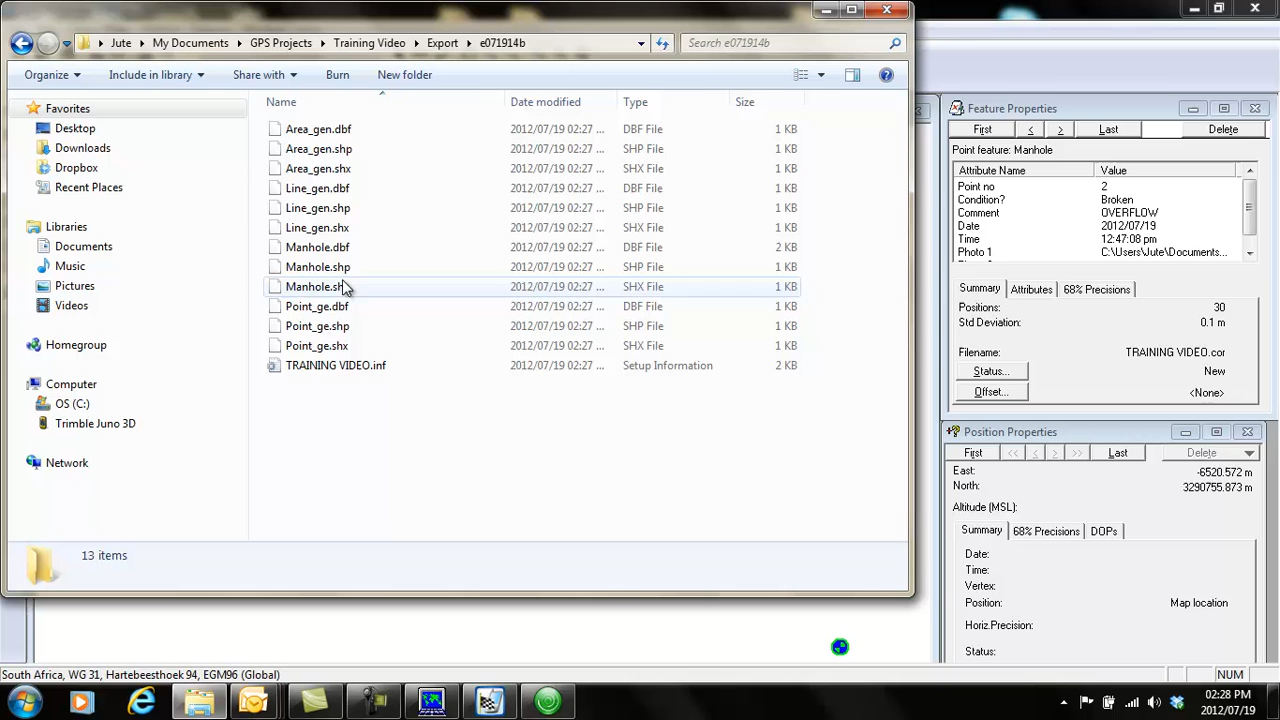 Jute
My Documents
GPS Projects
Training Video
Export
e071914b
Search e071914b
Organize
Include in library
Share with
Burn
New folder
Favorites
Desktop
Downloads
Dropbox
Recent Places
Libraries
Documents
Music
Pictures
Videos
Homegroup
Computer
OS (C:)
Trimble Juno 3D
Network
Name Date modified Type Size
Area_gen.dbf 2012/07/19 02:27 ... DBF File 1 KB
Area_gen.shp 2012/07/19 02:27 ... SHP File 1 KB
Area_gen.shx 2012/07/19 02:27 ... SHX File 1 KB
Line_gen.dbf 2012/07/19 02:27 ... DBF File 1 KB
Line_gen.shp 2012/07/19 02:27 ... SHP File 1 KB
Line_gen.shx 2012/07/19 02:27 ... SHX File 1 KB
Manhole.dbf 2012/07/19 02:27 ... DBF File 2 KB
Manhole.shp 2012/07/19 02:27 ... SHP File 1 KB
2012/07/19 02:27 ... SHX File 1 KB
Point_ge.dbf 2012/07/19 02:27 ... DBF File 1 KB
Point_ge.shp 2012/07/19 02:27 ... SHP File 1 KB
Point_ge.shx 2012/07/19 02:27 ... SHX File 1 KB
TRAINING VIDEO.inf 2012/07/19 02:27 ... Setup Information 2 KB
13 items
Feature Properties
First < > Last Delete
Point feature: Manhole
Attribute Name Value
Point no 2
Condition? Broken
Comment OVERFLOW
Date 2012/07/19
Time 12:47:08 pm
Photo 1 C:\Users\Jute\Documents...
Summary Attributes 68% Precisions
Positions: 30
Std Deviation: 0.1 m
Filename: TRAINING VIDEO.cor
Status... New
Offset... <None>
Position Properties
First << < > >> Last Delete
East: -6520.572 m
North: 3290755.873 m
Altitude (MSL):
Summary 68% Precisions DOPs
Date:
Time:
Vertex:
Position: Map location
Horiz.Precision:
Status:
South Africa, WG 31, Hartebeesthoek 94, EGM96 (Global)
NUM
02:28 PM
2012/07/19